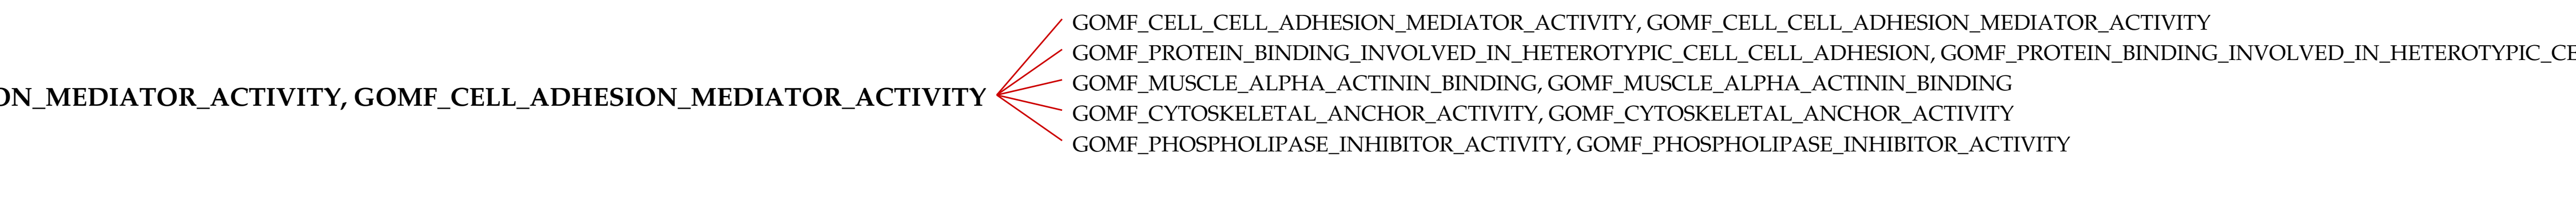 ON_MEDIATOR_ACTIVITY, GOMF_CELL_ADHESION_MEDIATOR_ACTIVITY
GOMF_CELL_CELL_ADHESION_MEDIATOR_ACTIVITY, GOMF_CELL_CELL_ADHESION_MEDIATOR_ACTIVITY
GOMF_PROTEIN_BINDING_INVOLVED_IN_HETEROTYPIC_CELL_CELL_ADHESION, GOMF_PROTEIN_BINDING_INVOLVED_IN_HETEROTYPIC_CE
GOMF_MUSCLE_ALPHA_ACTININ_BINDING, GOMF_MUSCLE_ALPHA_ACTININ_BINDING
GOMF_CYTOSKELETAL_ANCHOR_ACTIVITY, GOMF_CYTOSKELETAL_ANCHOR_ACTIVITY
GOMF_PHOSPHOLIPASE_INHIBITOR_ACTIVITY, GOMF_PHOSPHOLIPASE_INHIBITOR_ACTIVITY